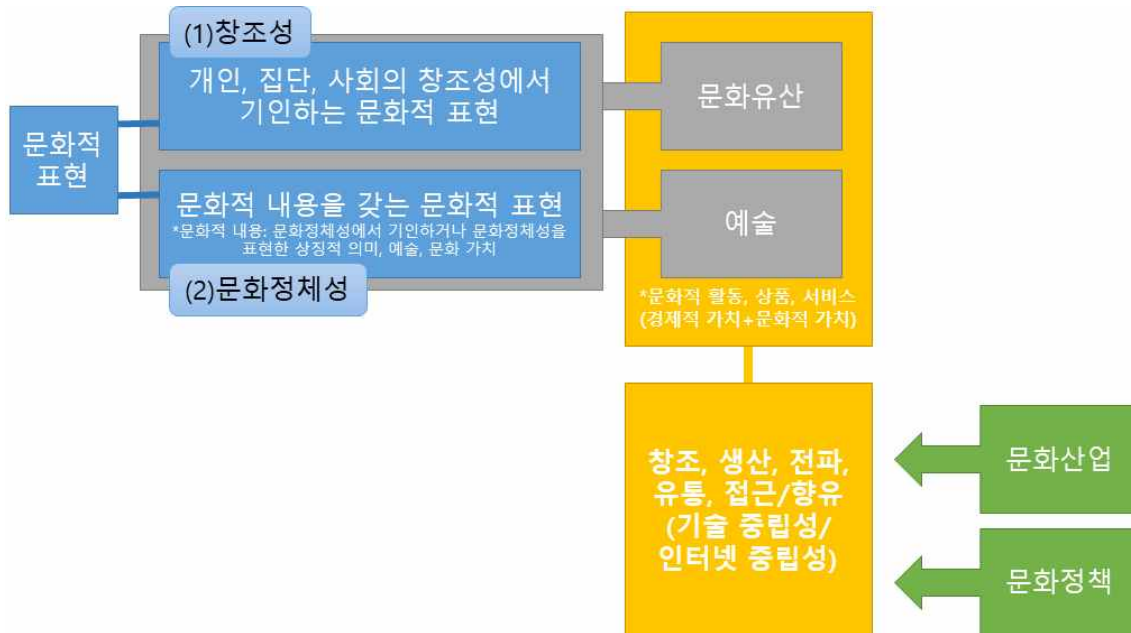 (1)창조성
개인, 집단, 사회의 창조성에서
기인하는 문화적 표현
문화적
표현
문화적 내용을 갖는 문화적 표현
*문화적 내용: 문화정체성에서 기인하거나 문화정체성을
표현한 상징적 의미, 예술, 문화 가치
(2)문화정체성
문화유산
예술
*문화적 활동, 상품, 서비스
(경제적 가치+문화적 가치)
창조, 생산, 전파,
유통, 접근/향유
(기술 중립성/
인터넷 중립성)
문화산업
문화정책